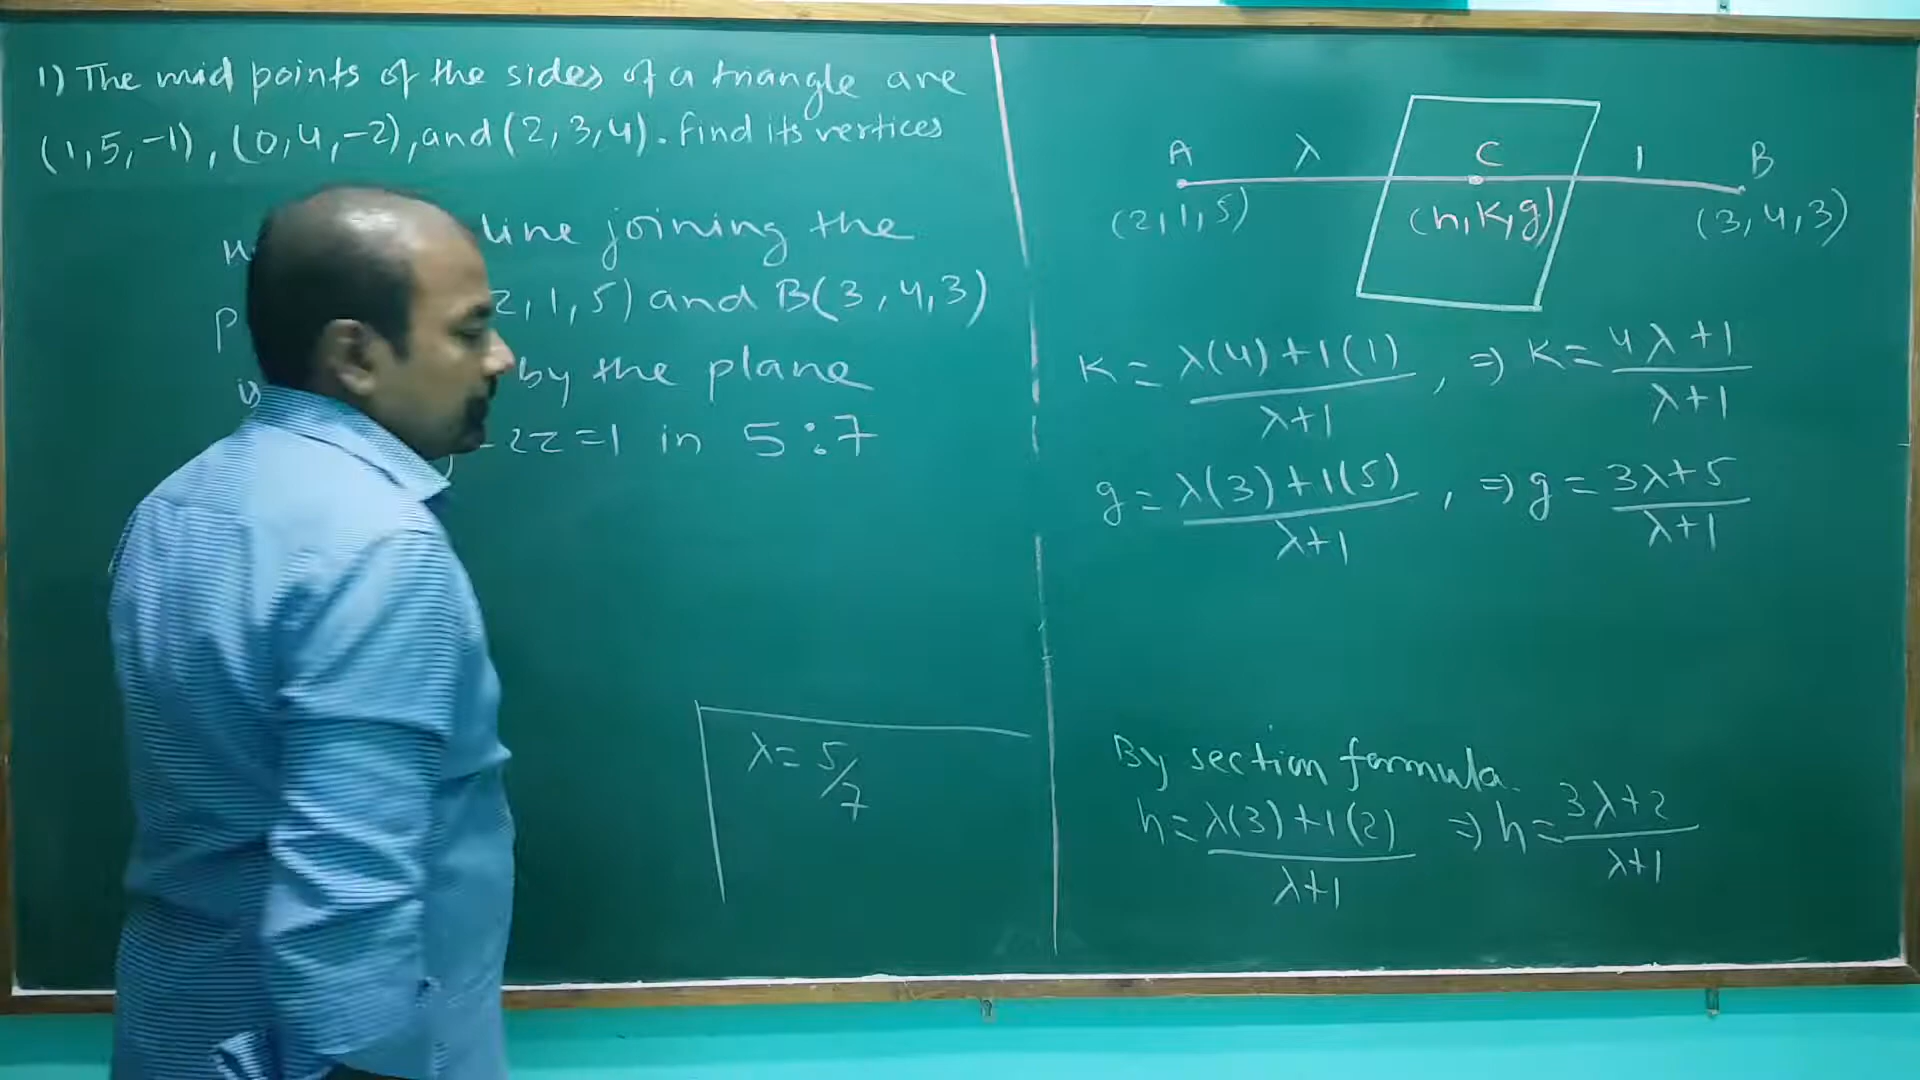 1) The mid points of the sides of a triangle are
(1,5,-1), (0,4,-2), and (2,3,4). Find its vertices
line joining the
2,1,5) and B(3,4,3)
by the plane
-2z=1 in 5:7
λ=5/7
A λ C 1 B
(2,1,5) (h,k,g) (3,4,3)
K = λ(4)+1(1)/λ+1, ⇒ K = 4λ+1/λ+1
g = λ(3)+1(5)/λ+1, ⇒ g = 3λ+5/λ+1
By section formula.
h = λ(3)+1(2)/λ+1 ⇒ h = 3λ+2/λ+1